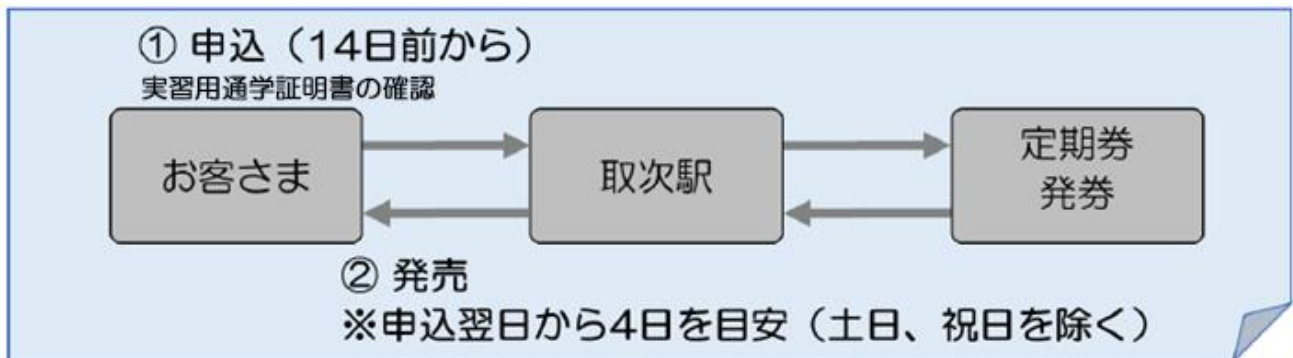 ① 申込（14日前から）
実習用通学証明書の確認
お客さま
取次駅
定期券
発券
② 発売
※申込翌日から4日を目安（土日、祝日を除く）